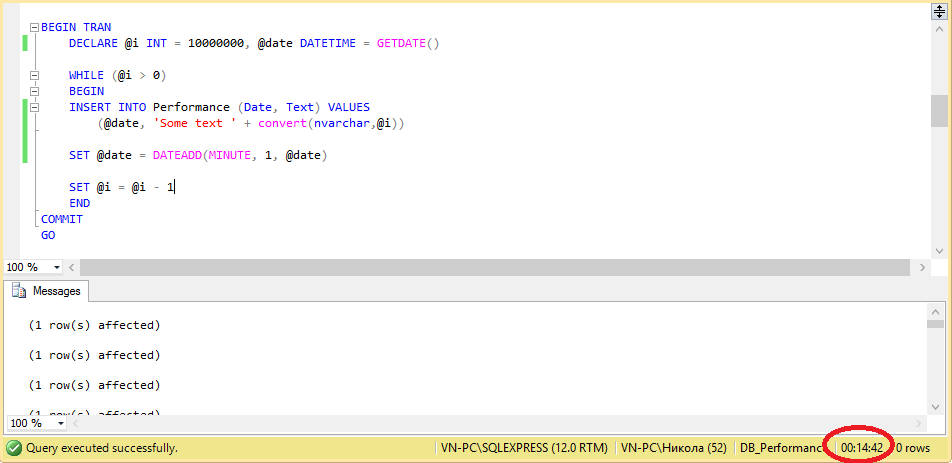 BEGIN TRAN
DECLARE @i INT = 10000000, @date DATETIME = GETDATE()
WHILE (@i > 0)
BEGIN
INSERT INTO Performance (Date, Text) VALUES
(@date, 'Some text ' + convert(nvarchar,@i))
SET @date = DATEADD(MINUTE, 1, @date)
SET @i = @i - 1
END
COMMIT
GO
100 %
Messages
(1 row(s) affected)
(1 row(s) affected)
(1 row(s) affected)
(1 row(s) affected)
100 %
Query executed successfully. VN-PC\SQLEXPRESS (12.0 RTM) VN-PC\Никола (52) DB_Performanc 00:14:42 0 rows